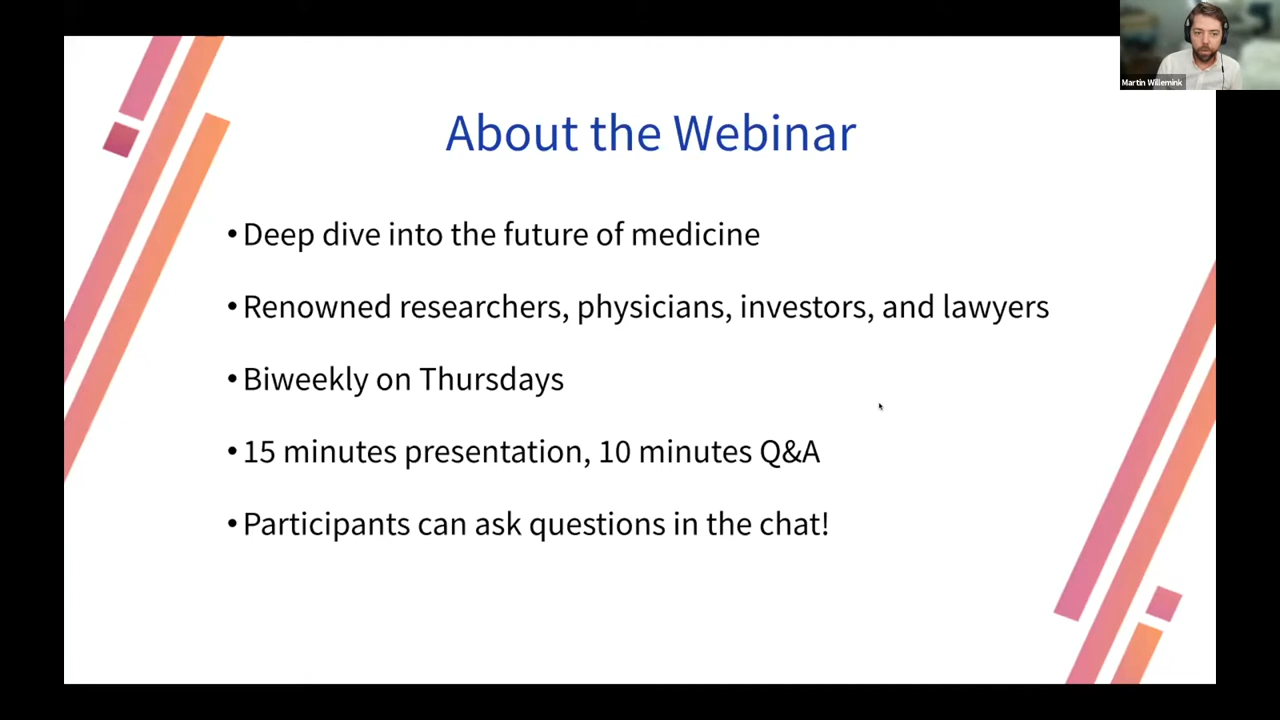 Martin Willemink
About the Webinar
• Deep dive into the future of medicine
• Renowned researchers, physicians, investors, and lawyers
• Biweekly on Thursdays
• 15 minutes presentation, 10 minutes Q&A
• Participants can ask questions in the chat!